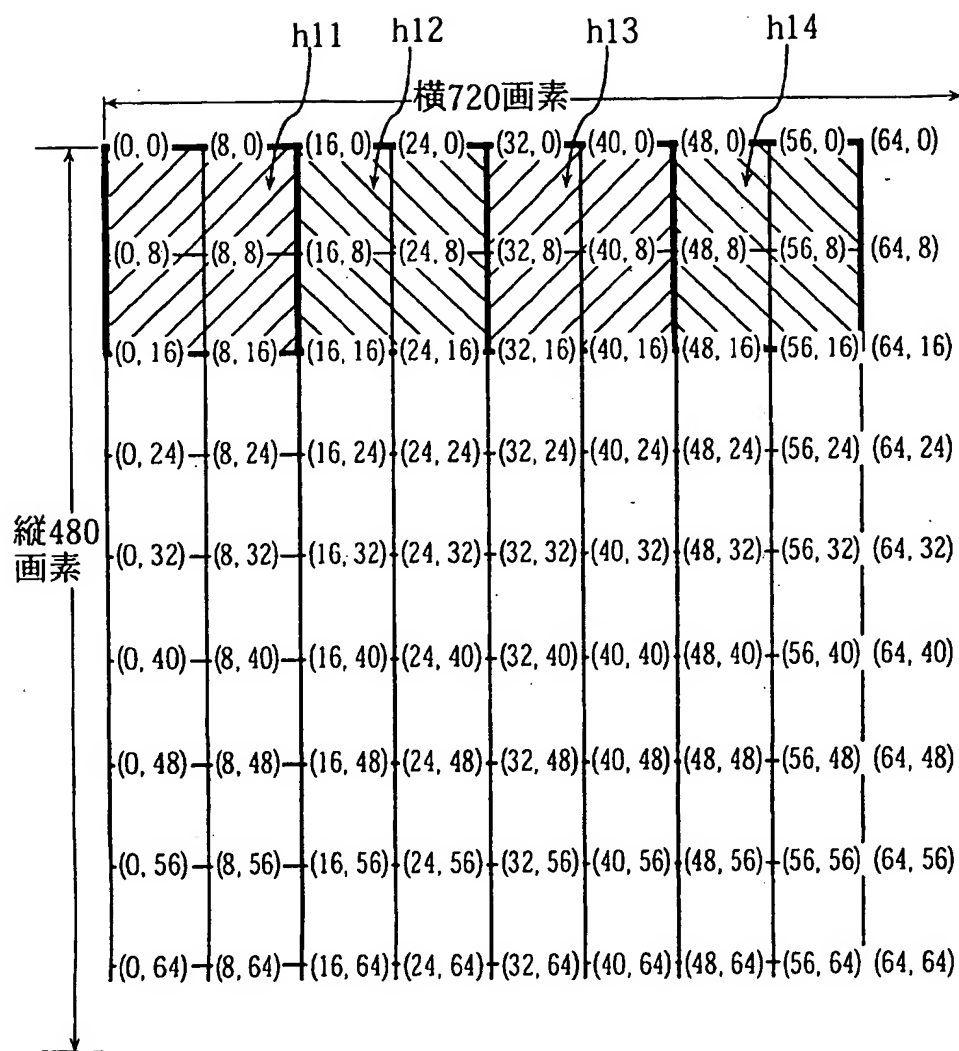 h11 h12 h13 h14
横720画素
(0, 0) (8, 0) (16, 0) (24, 0) (32, 0) (40, 0) (48, 0) (56, 0) (64, 0)
(0, 8) (8, 8) (16, 8) (24, 8) (32, 8) (40, 8) (48, 8) (56, 8) (64, 8)
(0, 16) (8, 16) (16, 16) (24, 16) (32, 16) (40, 16) (48, 16) (56, 16) (64, 16)
(0, 24) (8, 24) (16, 24) (24, 24) (32, 24) (40, 24) (48, 24) (56, 24) (64, 24)
縦480
画素
(0, 32) (8, 32) (16, 32) (24, 32) (32, 32) (40, 32) (48, 32) (56, 32) (64, 32)
(0, 40) (8, 40) (16, 40) (24, 40) (32, 40) (40, 40) (48, 40) (56, 40) (64, 40)
(0, 48) (8, 48) (16, 48) (24, 48) (32, 48) (40, 48) (48, 48) (56, 48) (64, 48)
(0, 56) (8, 56) (16, 56) (24, 56) (32, 56) (40, 56) (48, 56) (56, 56) (64, 56)
(0, 64) (8, 64) (16, 64) (24, 64) (32, 64) (40, 64) (48, 64) (56, 64) (64, 64)